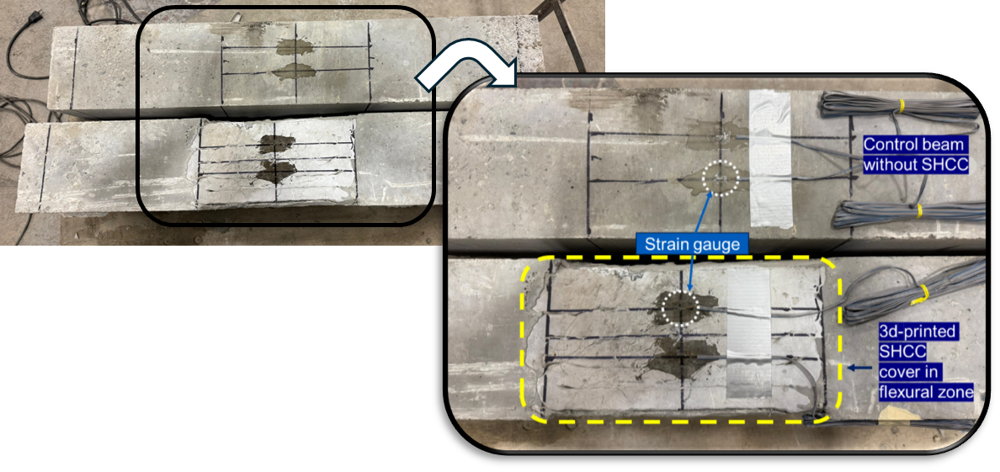 Control beam
without SHCC
Strain gauge
3d-printed
SHCC
cover in
flexural zone